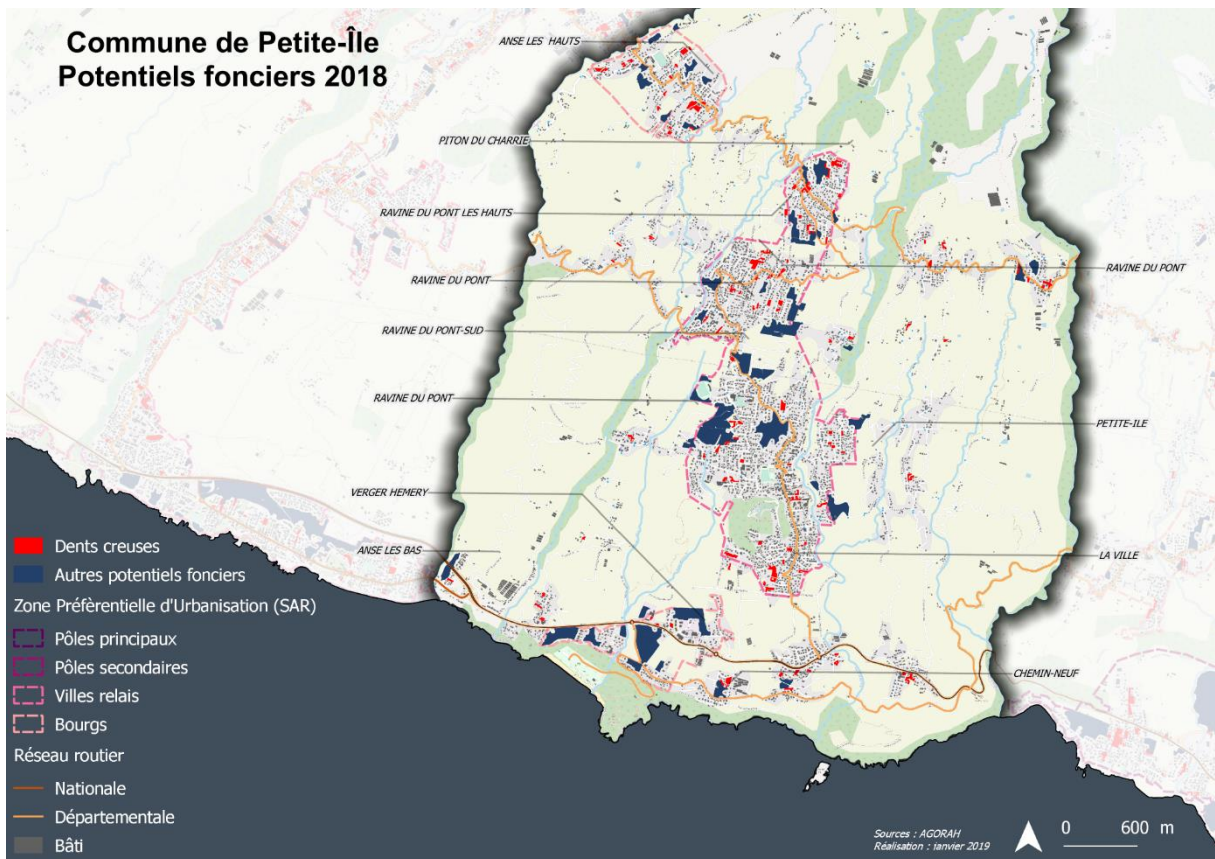 Commune de Petite-Île
Potentiels fonciers 2018
ANSE LES HAUTS
PITON DU CHARRIE
RAVINE DU PONT LES HAUTS
RAVINE DU PONT
RAVINE DU PONT
RAVINE DU PONT-SUD
RAVINE DU PONT
PETITE-ILE
VERGER HEMERY
ANSE LES BAS
LA VILLE
CHEMIN-NEUF
Dents creuses
Autres potentiels fonciers
Zone Préfèrentielle d'Urbanisation (SAR)
Pôles principaux
Pôles secondaires
Villes relais
Bourgs
Réseau routier
Nationale
Départementale
Bâti
Sources : AGORAH
Réalisation : janvier 2019
0 600 m